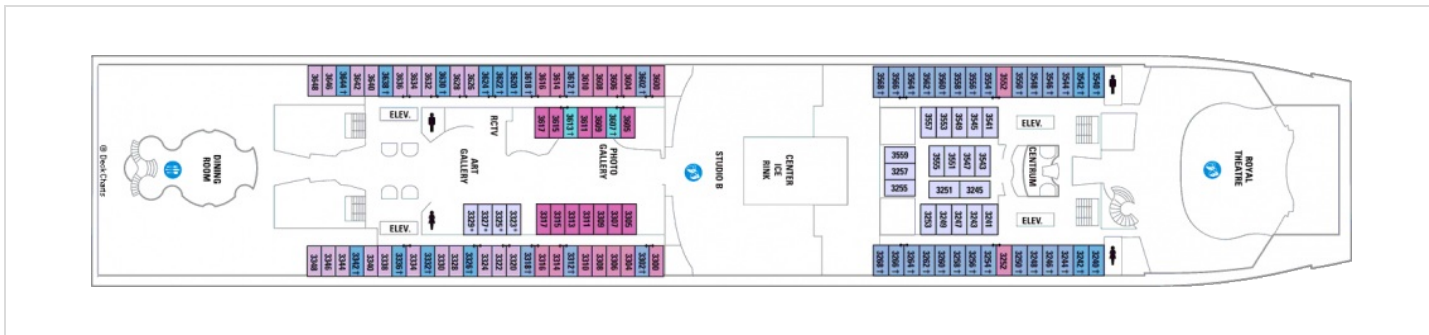 3648 3646 3644↑ 3642 3640 3638↑ 3636 3634 3632 3630↑ 3628 3626 3624↑ 3622↑ 3620↑ 3618↑ 3616 3614 3612↑ 3610 3608 3606 3604 3602↑ 3600
3568↑ 3566↑ 3564↑ 3562↑ 3560↑ 3558↑ 3556↑ 3554↑ 3552 3550↑ 3548↑ 3546↑ 3544↑ 3542↑ 3540↑
ELEV.
RCTV
3617 3615 3613↑ 3611 3609 3607↑ 3605
3557 3553 3549 3545 3541
ELEV.
@ Deck Charts
DINING
ROOM
ART
GALLERY
PHOTO
GALLERY
STUDIO B
CENTER
ICE
RINK
3559
3257
3255
3555 3551 3547 3543
3251 3245
CENTRUM
ROYAL
THEATRE
ELEV.
3329* 3327* 3325* 3323*
3317 3315 3313 3311 3309 3307 3305
3253 3249 3247 3243 3241
ELEV.
3348 3346 3344 3342↑ 3340 3338 3336↑ 3334 3332↑ 3330 3328 3326↑ 3324 3322 3320 3318↑ 3316 3314 3312↑ 3310 3308 3306 3304 3302↑ 3300
3268↑ 3266↑ 3264↑ 3262↑ 3260↑ 3258↑ 3256↑ 3254↑ 3252 3250↑ 3248↑ 3246↑ 3244↑ 3242↑ 3240↑